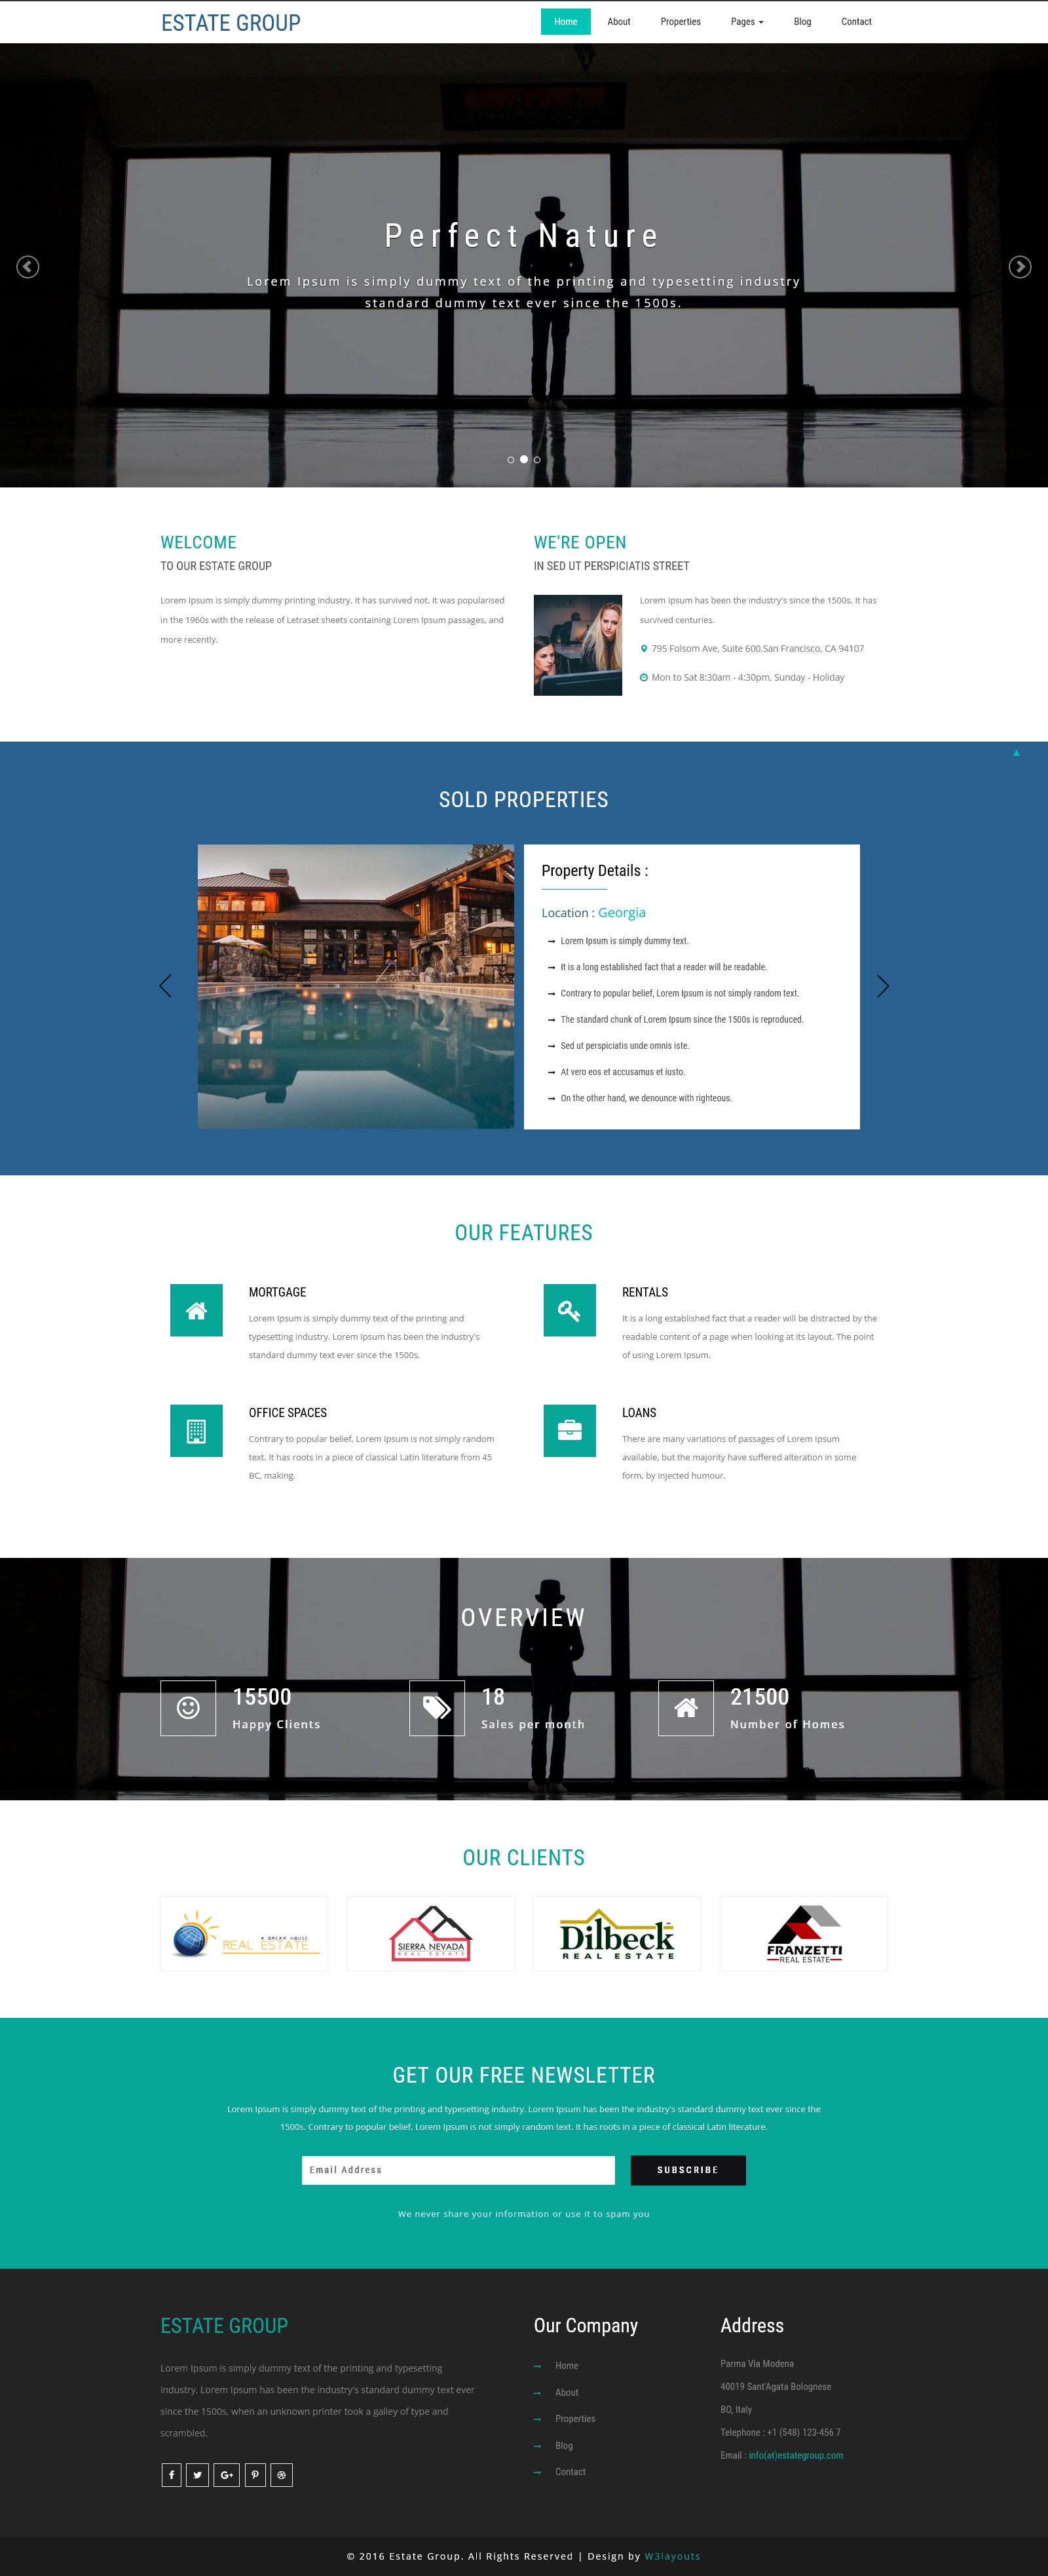 ESTATE GROUP
Home About Properties Pages Blog Contact
Perfect Nature
Lorem Ipsum is simply dummy text of the printing and typesetting industry
standard dummy text ever since the 1500s.
WELCOME
TO OUR ESTATE GROUP
Lorem Ipsum is simply dummy printing industry. It has survived not. It was popularised
in the 1960s with the release of Letraset sheets containing Lorem Ipsum passages, and
more recently.
WE'RE OPEN
IN SED UT PERSPICIATIS STREET
Lorem Ipsum has been the industry's since the 1500s. It has
survived centuries.
795 Folsom Ave, Suite 600,San Francisco, CA 94107
Mon to Sat 8:30am - 4:30pm, Sunday - Holiday
SOLD PROPERTIES
Property Details :
Location : Georgia
Lorem Ipsum is simply dummy text.
It is a long established fact that a reader will be readable.
Contrary to popular belief, Lorem Ipsum is not simply random text.
The standard chunk of Lorem Ipsum since the 1500s is reproduced.
Sed ut perspiciatis unde omnis iste.
At vero eos et accusamus et iusto.
On the other hand, we denounce with righteous.
OUR FEATURES
MORTGAGE
Lorem Ipsum is simply dummy text of the printing and
typesetting industry. Lorem Ipsum has been the industry's
standard dummy text ever since the 1500s.
RENTALS
It is a long established fact that a reader will be distracted by the
readable content of a page when looking at its layout. The point
of using Lorem Ipsum.
OFFICE SPACES
Contrary to popular belief, Lorem Ipsum is not simply random
text. It has roots in a piece of classical Latin literature from 45
BC, making.
LOANS
There are many variations of passages of Lorem Ipsum
available, but the majority have suffered alteration in some
form, by injected humour.
OVERVIEW
15500
Happy Clients
18
Sales per month
21500
Number of Homes
OUR CLIENTS
A DREAM HOUSE
REAL ESTATE
SIERRA NEVADA
REAL ESTATE
Dilbeck
REAL ESTATE
FRANZETTI
REAL ESTATE
GET OUR FREE NEWSLETTER
Lorem Ipsum is simply dummy text of the printing and typesetting industry. Lorem Ipsum has been the industry's standard dummy text ever since the
1500s. Contrary to popular belief, Lorem Ipsum is not simply random text. It has roots in a piece of classical Latin literature.
Email Address
SUBSCRIBE
We never share your information or use it to spam you
ESTATE GROUP
Lorem Ipsum is simply dummy text of the printing and typesetting
industry. Lorem Ipsum has been the industry's standard dummy text ever
since the 1500s, when an unknown printer took a galley of type and
scrambled.
Our Company
Home
About
Properties
Blog
Contact
Address
Parma Via Modena
40019 Sant'Agata Bolognese
BO, Italy
Telephone : +1 (548) 123-456 7
Email : info(at)estategroup.com
© 2016 Estate Group. All Rights Reserved | Design by W3layouts